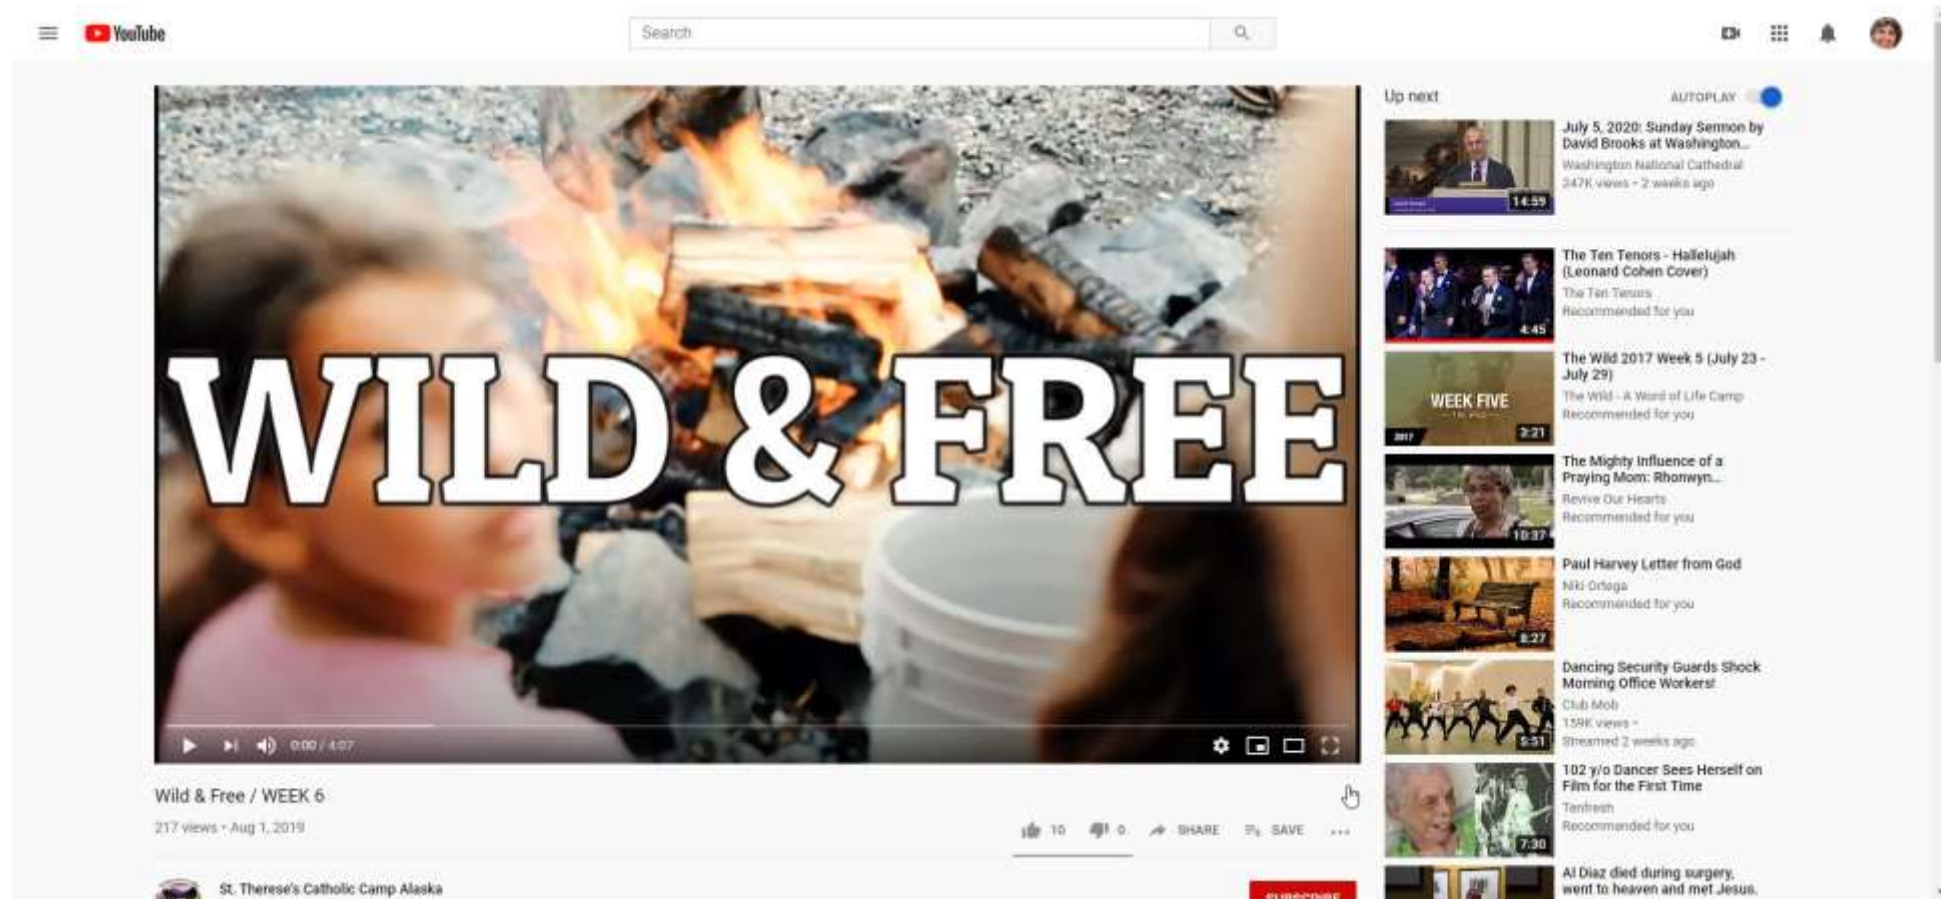 YouTube
Search
WILD & FREE
0:00 / 4:07
Wild & Free / WEEK 6
217 views • Aug 1, 2019
10
0
SHARE
SAVE
St. Therese's Catholic Camp Alaska
SUBSCRIBE
Up next
AUTOPLAY
14:59
July 5, 2020: Sunday Sermon by
David Brooks at Washington...
Washington National Cathedral
247K views • 2 weeks ago
4:45
The Ten Tenors - Hallelujah
(Leonard Cohen Cover)
The Ten Tenors
Recommended for you
WEEK FIVE
2017
3:21
The Wild 2017 Week 5 (July 23 -
July 29)
The Wild - A Word of Life Camp
Recommended for you
10:37
The Mighty Influence of a
Praying Mom: Rhonwyn...
Revive Our Hearts
Recommended for you
8:27
Paul Harvey Letter from God
Niki Ortega
Recommended for you
5:51
Dancing Security Guards Shock
Morning Office Workers!
Club Mob
159K views •
Streamed 2 weeks ago
7:30
102 y/o Dancer Sees Herself on
Film for the First Time
Tenfresh
Recommended for you
Al Diaz died during surgery,
went to heaven and met Jesus.